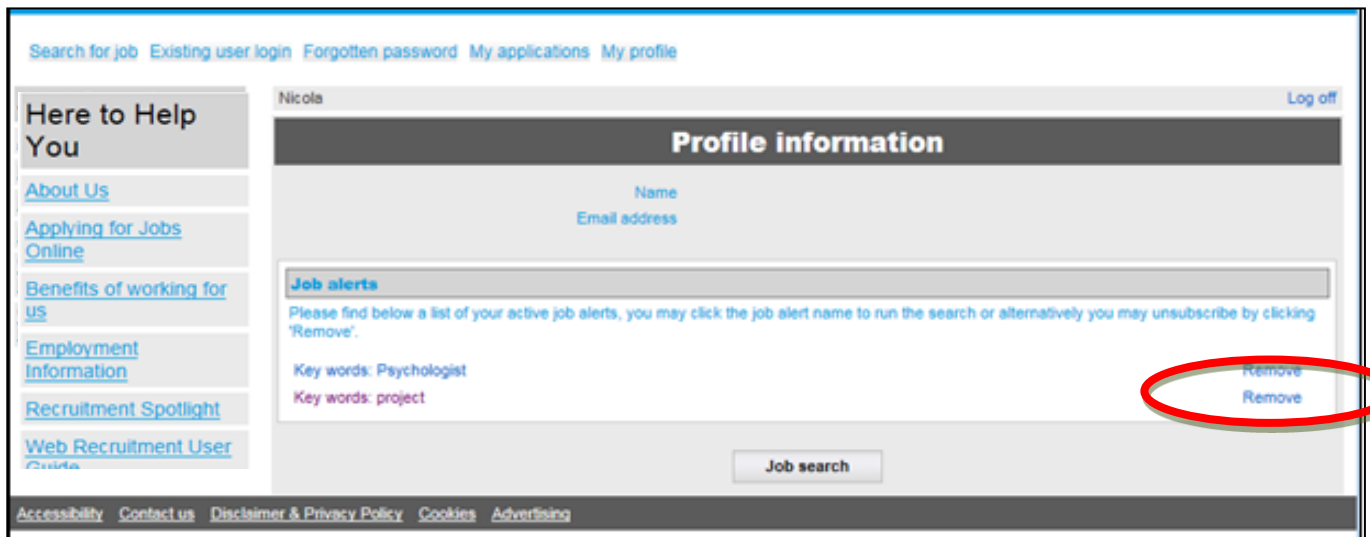 Search for job Existing user login Forgotten password My applications My profile
Here to Help
You
About Us
Applying for Jobs
Online
Benefits of working for
us
Employment
Information
Recruitment Spotlight
Web Recruitment User
Guide
Nicola Log off
Profile information
Name
Email address
Job alerts
Please find below a list of your active job alerts, you may click the job alert name to run the search or alternatively you may unsubscribe by clicking
'Remove'.
Key words: Psychologist Remove
Key words: project Remove
Job search
Accessibility Contact us Disclaimer & Privacy Policy Cookies Advertising